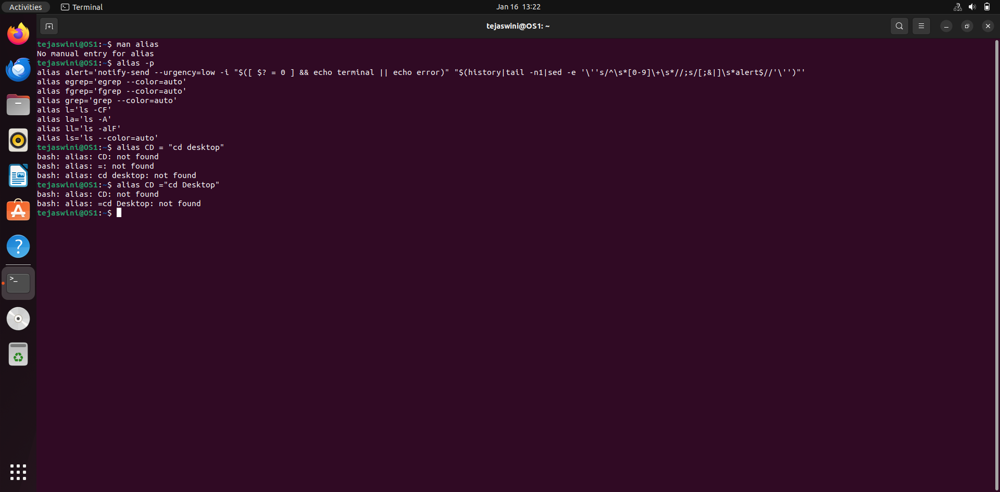 Activities
Terminal
Jan 16 13:22
tejaswini@OS1: ~
tejaswini@OS1:~$ man alias
No manual entry for alias
tejaswini@OS1:~$ alias -p
alias alert='notify-send --urgency=low -i "$([ $? = 0 ] && echo terminal || echo error)" "$(history|tail -n1|sed -e '\''s/^\s*[0-9]\+\s*//;s/[;&|]\s*alert$//'\'')"'
alias egrep='egrep --color=auto'
alias fgrep='fgrep --color=auto'
alias grep='grep --color=auto'
alias l='ls -CF'
alias la='ls -A'
alias ll='ls -alF'
alias ls='ls --color=auto'
tejaswini@OS1:~$ alias CD = "cd desktop"
bash: alias: CD: not found
bash: alias: =: not found
bash: alias: cd desktop: not found
tejaswini@OS1:~$ alias CD ="cd Desktop"
bash: alias: CD: not found
bash: alias: =cd Desktop: not found
tejaswini@OS1:~$